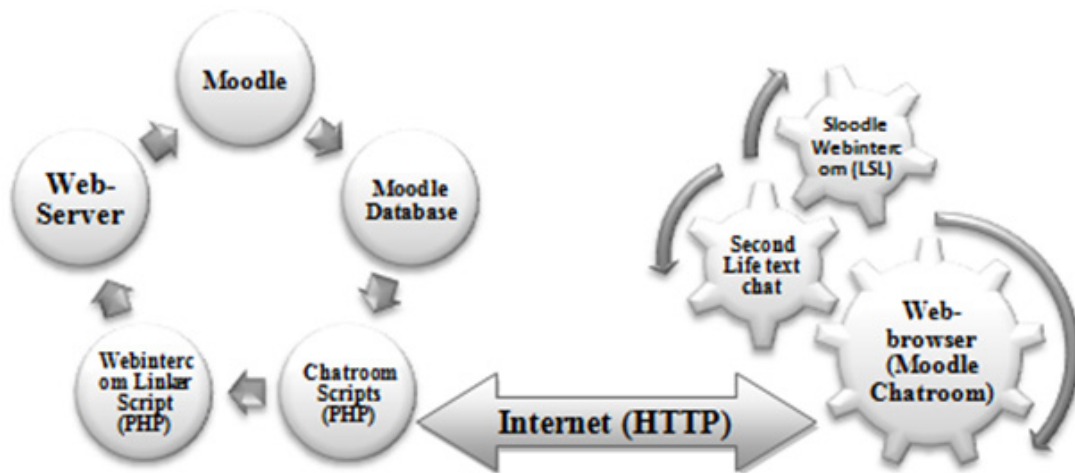 Moodle
Moodle
Database
Chatroom
Scripts
(PHP)
Webinterc
om Linker
Script
(PHP)
Web-
Server
Internet (HTTP)
Sloodle
Webinterc
om (LSL)
Second
Life text
chat
Web-
browser
(Moodle
Chatroom)